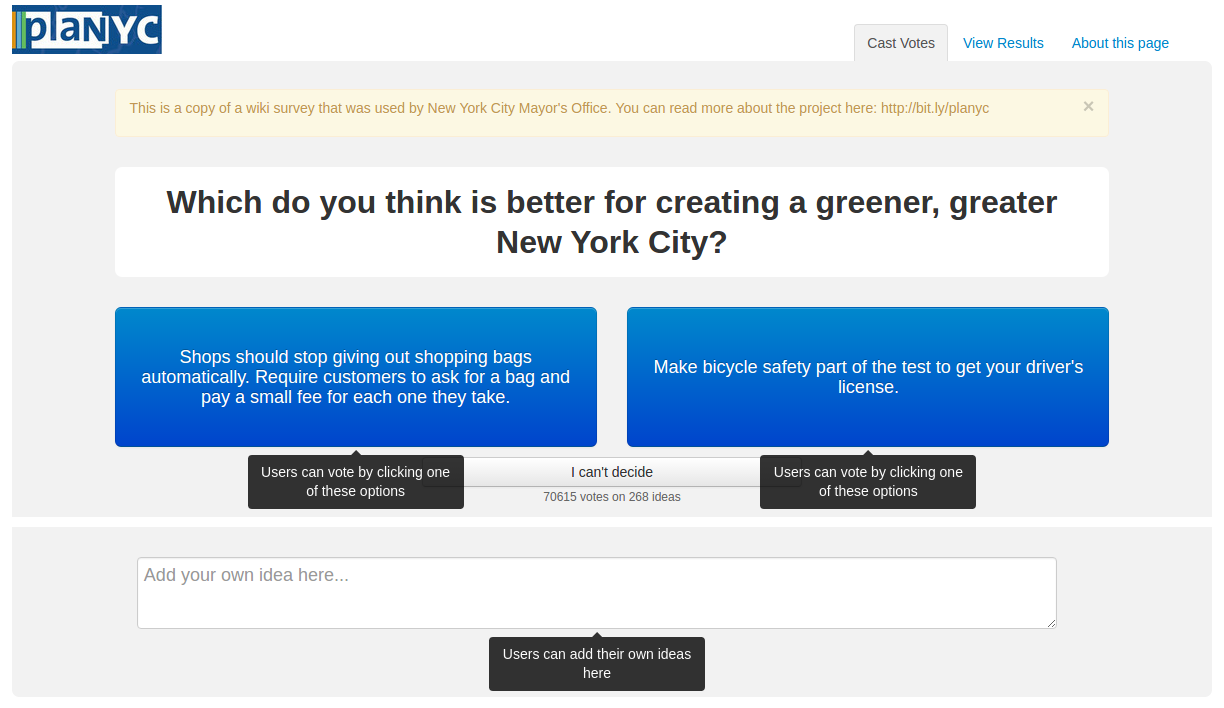 plaNYC
Cast Votes
View Results
About this page
This is a copy of a wiki survey that was used by New York City Mayor's Office. You can read more about the project here: http://bit.ly/planyc
×
Which do you think is better for creating a greener, greater
New York City?
Shops should stop giving out shopping bags
automatically. Require customers to ask for a bag and
pay a small fee for each one they take.
Make bicycle safety part of the test to get your driver's
license.
Users can vote by clicking one
of these options
I can't decide
70615 votes on 268 ideas
Users can vote by clicking one
of these options
Add your own idea here...
Users can add their own ideas
here